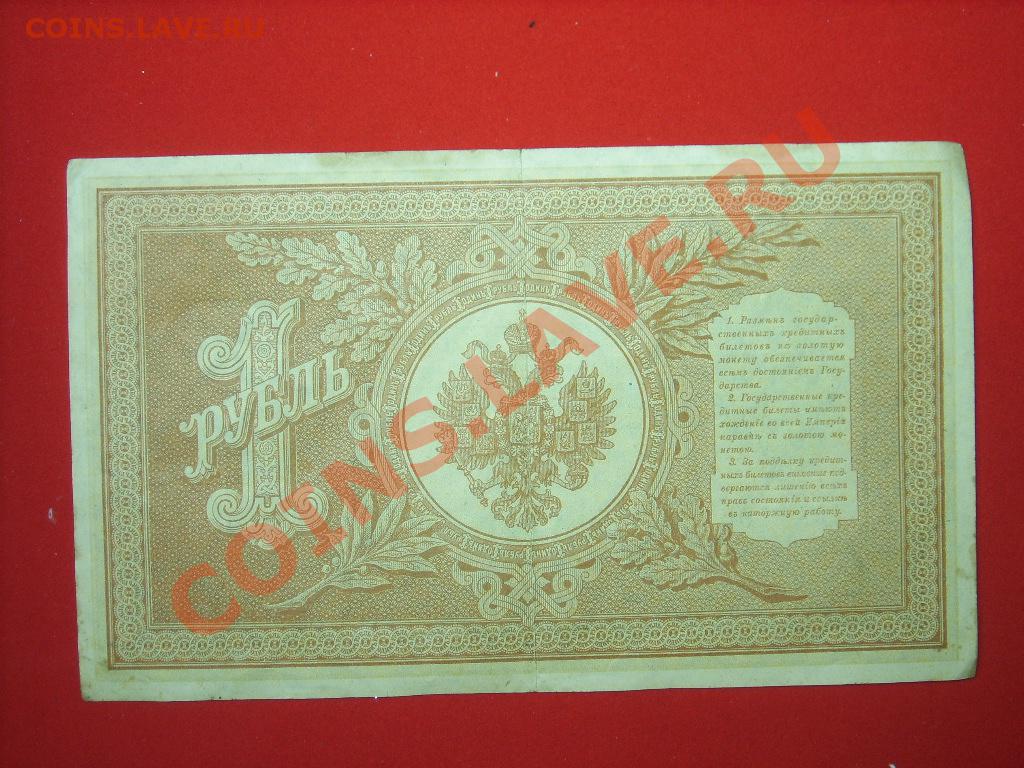 COINS.LAVE.RU
COINS.LAVE.RU
1
РУБЛЬ
1. Размѣнъ государ-
ственныхъ кредитныхъ
билетовъ на золотую
монету обезпечивается
всѣмъ достояніемъ Госу-
дарства.
2. Государственные кре-
дитные билеты имѣютъ
хожденіе во всей Имперіи
наравнѣ съ золотою мо-
нетою.
3. За поддѣлку кредит-
ныхъ билетовъ виновные под-
вергаются лишенію всѣхъ
правъ состоянія и ссылкѣ
въ каторжную работу.